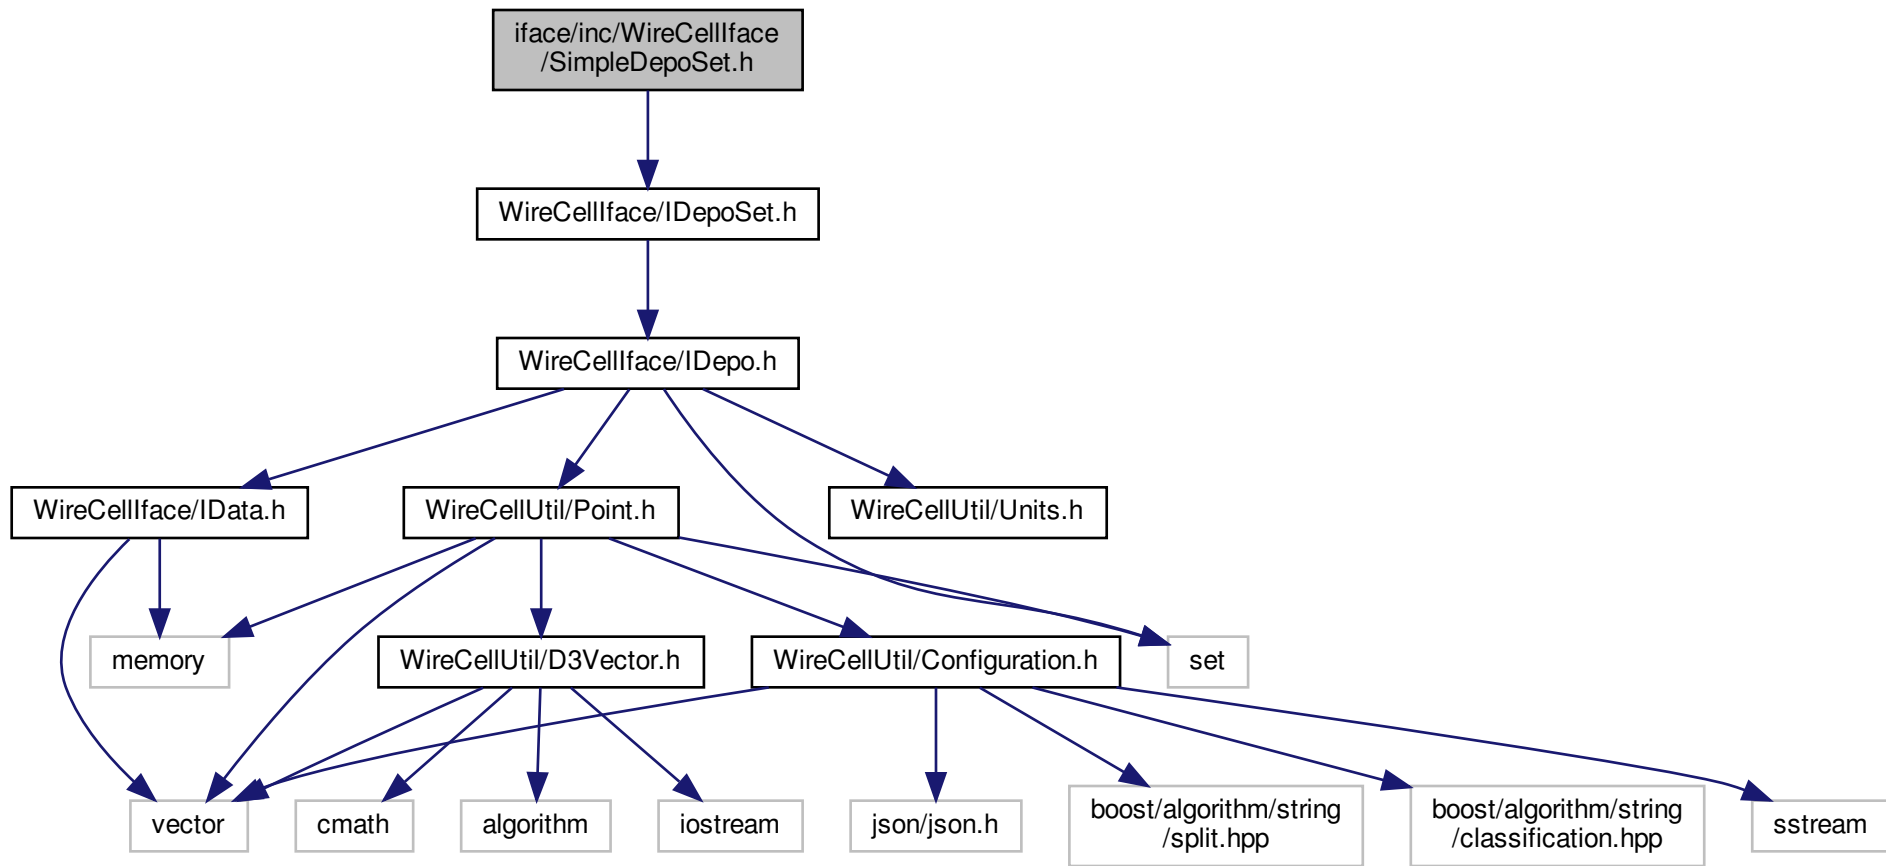 iface/inc/WireCellIface
/SimpleDepoSet.h
WireCellIface/IDepoSet.h
WireCellIface/IDepo.h
WireCellIface/IData.h
WireCellUtil/Point.h
WireCellUtil/Units.h
memory
WireCellUtil/D3Vector.h
WireCellUtil/Configuration.h
set
vector
cmath
algorithm
iostream
json/json.h
boost/algorithm/string
/split.hpp
boost/algorithm/string
/classification.hpp
sstream